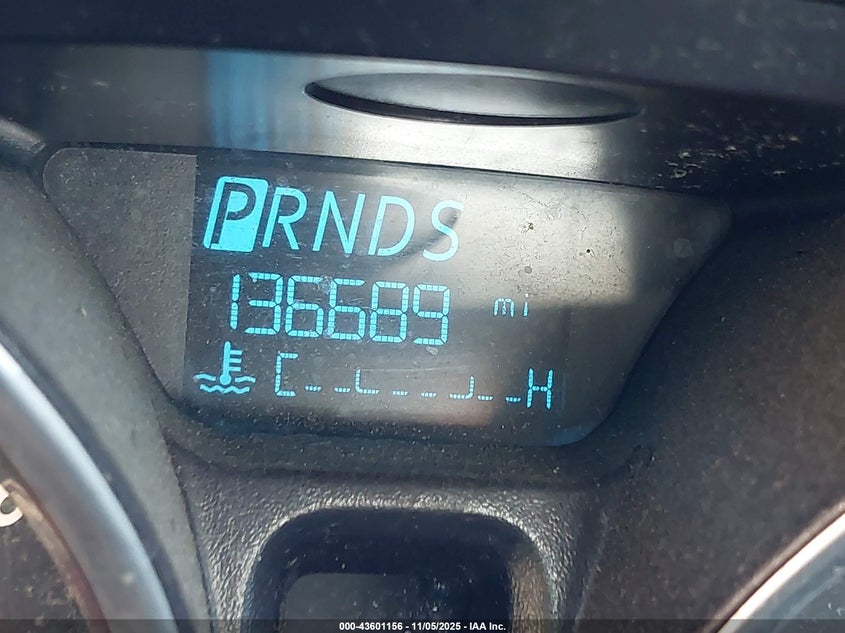 PRNDS
136689 mi
C H
000-43601156 - 11/05/2025 - IAA Inc.